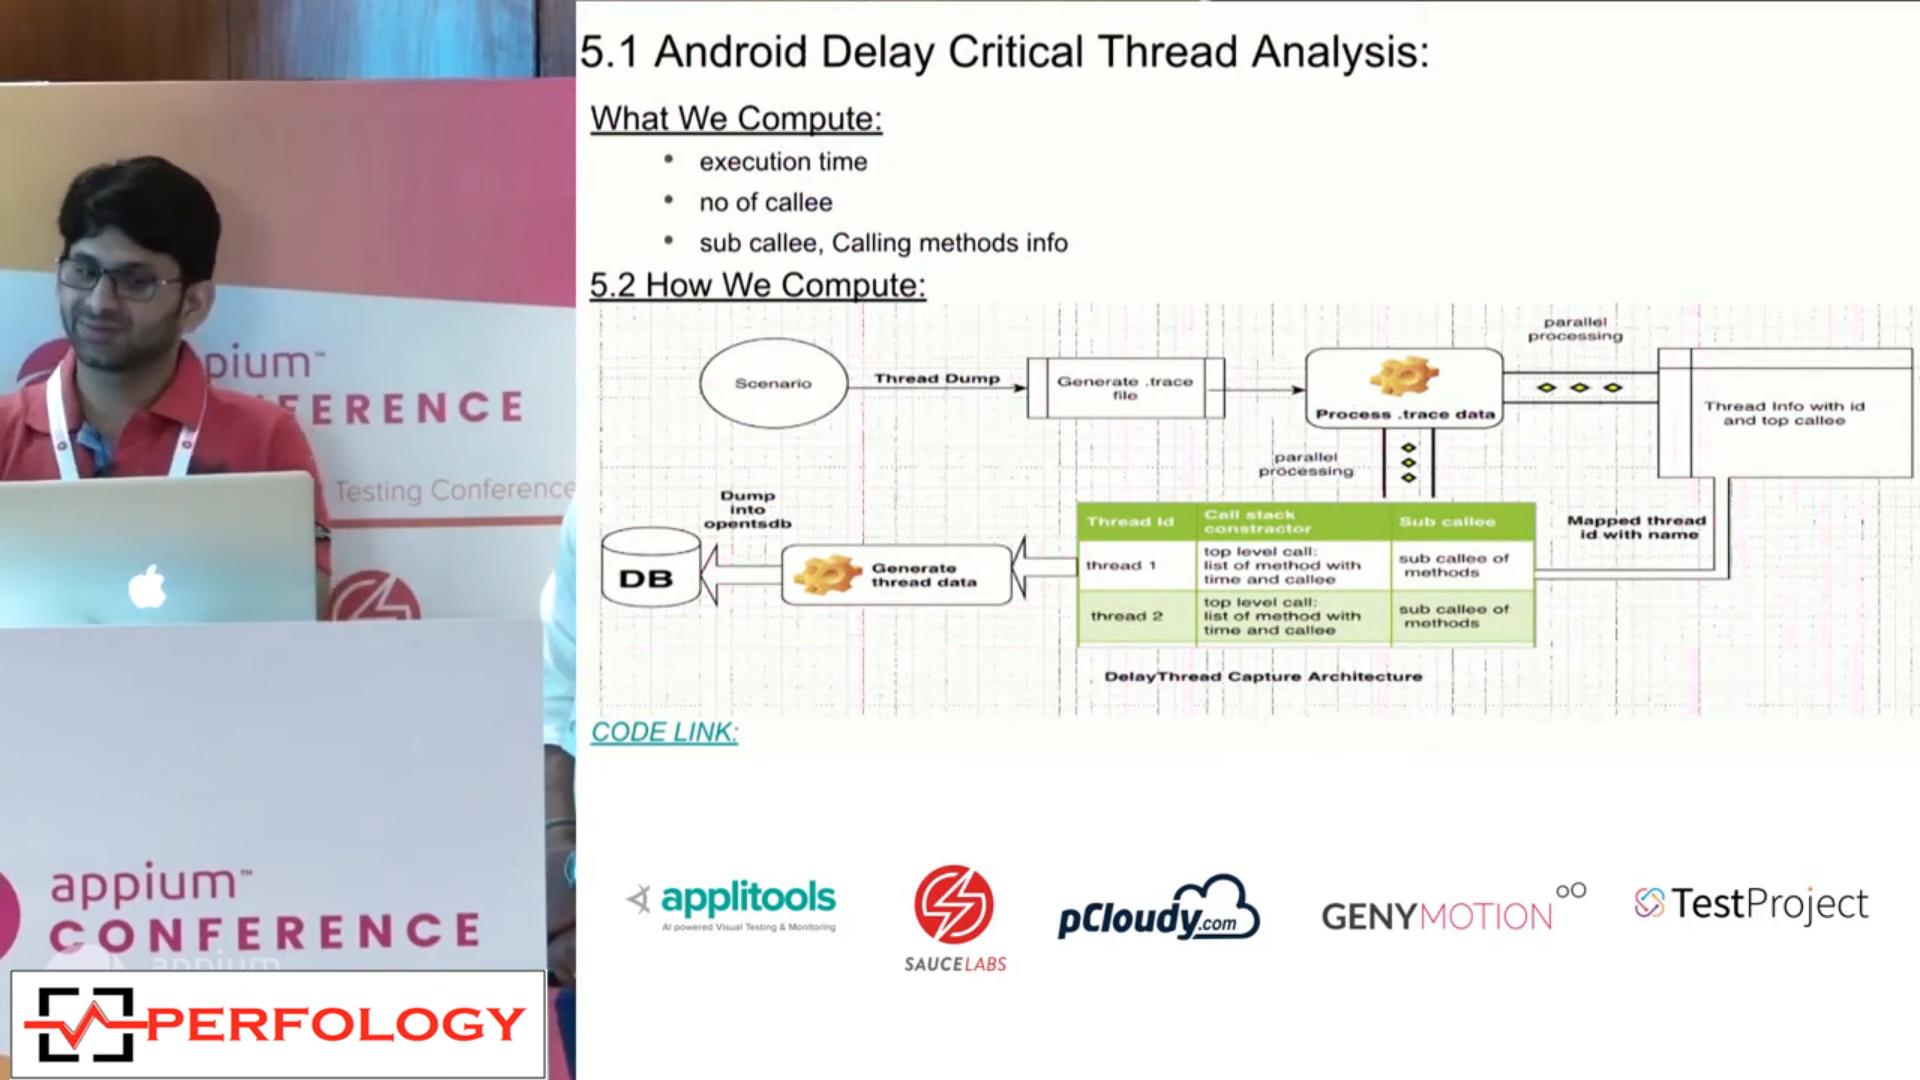 5.1 Android Delay Critical Thread Analysis:
What We Compute:
• execution time
• no of callee
• sub callee, Calling methods info
5.2 How We Compute:
parallel
processing
Scenario
Thread Dump
Generate .trace
file
Process .trace data
Thread Info with id
and top callee
parallel
processing
Dump
into
opentsdb
Thread Id
Call stack
constractor
Sub callee
Mapped thread
id with name
DB
Generate
thread data
thread 1
top level call:
list of method with
time and callee
sub callee of
methods
thread 2
top level call:
list of method with
time and callee
sub callee of
methods
DelayThread Capture Architecture
CODE LINK:
applitools
AI powered Visual Testing & Monitoring
SAUCELABS
pCloudy.com
GENYMOTION
TestProject
ppium™
FERENCE
Testing Conference
appium™
CONFERENCE
appium™
PERFOLOGY